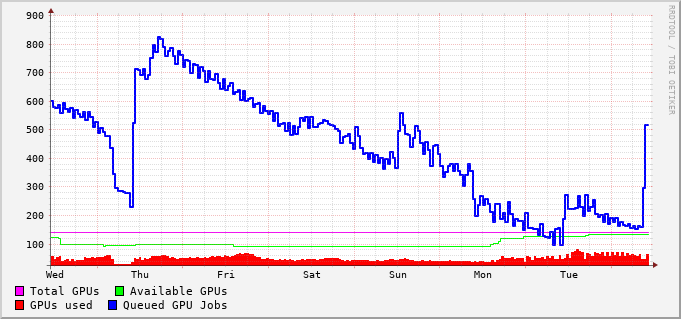 900
800
700
600
500
400
300
200
100
Wed Thu Fri Sat Sun Mon Tue
Total GPUs Available GPUs
GPUs used Queued GPU Jobs
RRDTOOL / TOBI OETIKER